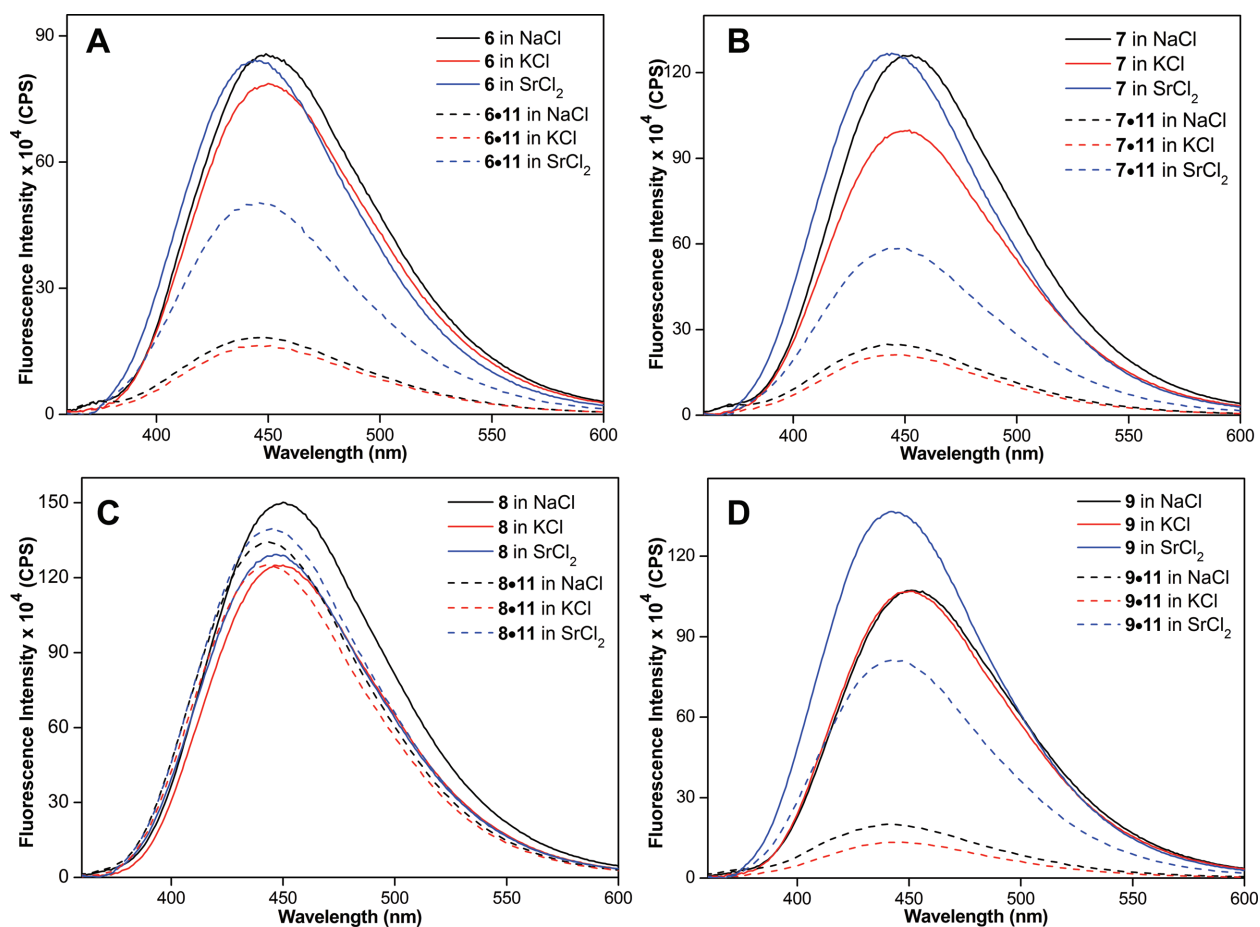 A
6 in NaCl
6 in KCl
6 in SrCl2
6•11 in NaCl
6•11 in KCl
6•11 in SrCl2
90
60
30
0
400
450
500
550
600
Fluorescence Intensity x 10^4 (CPS)
Wavelength (nm)
B
7 in NaCl
7 in KCl
7 in SrCl2
7•11 in NaCl
7•11 in KCl
7•11 in SrCl2
120
90
60
30
0
400
450
500
550
600
Fluorescence Intensity x 10^4 (CPS)
Wavelength (nm)
C
8 in NaCl
8 in KCl
8 in SrCl2
8•11 in NaCl
8•11 in KCl
8•11 in SrCl2
150
120
90
60
30
0
400
450
500
550
600
Fluorescence Intensity x 10^4 (CPS)
Wavelength (nm)
D
9 in NaCl
9 in KCl
9 in SrCl2
9•11 in NaCl
9•11 in KCl
9•11 in SrCl2
120
90
60
30
0
400
450
500
550
600
Fluorescence Intensity x 10^4 (CPS)
Wavelength (nm)